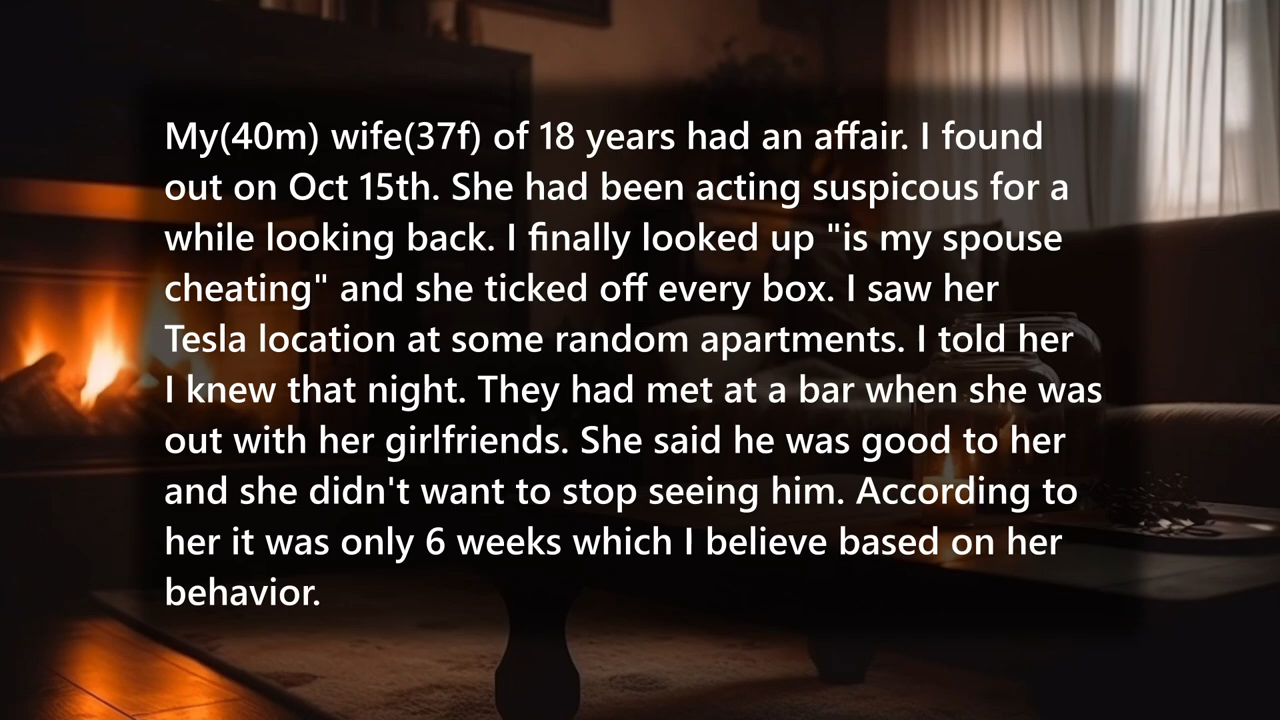 My(40m) wife(37f) of 18 years had an affair. I found
out on Oct 15th. She had been acting suspicous for a
while looking back. I finally looked up "is my spouse
cheating" and she ticked off every box. I saw her
Tesla location at some random apartments. I told her
I knew that night. They had met at a bar when she was
out with her girlfriends. She said he was good to her
and she didn't want to stop seeing him. According to
her it was only 6 weeks which I believe based on her
behavior.